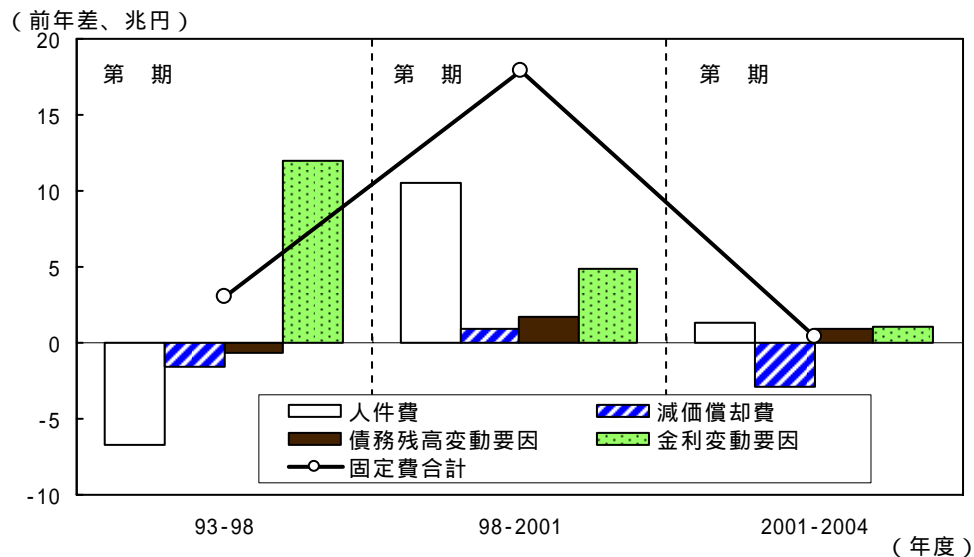 （前年差、兆円）
20
第 期 第 期 第 期
15
10
5
0
-5
人件費 減価償却費
債務残高変動要因 金利変動要因
固定費合計
-10
93-98 98-2001 2001-2004
（年度）